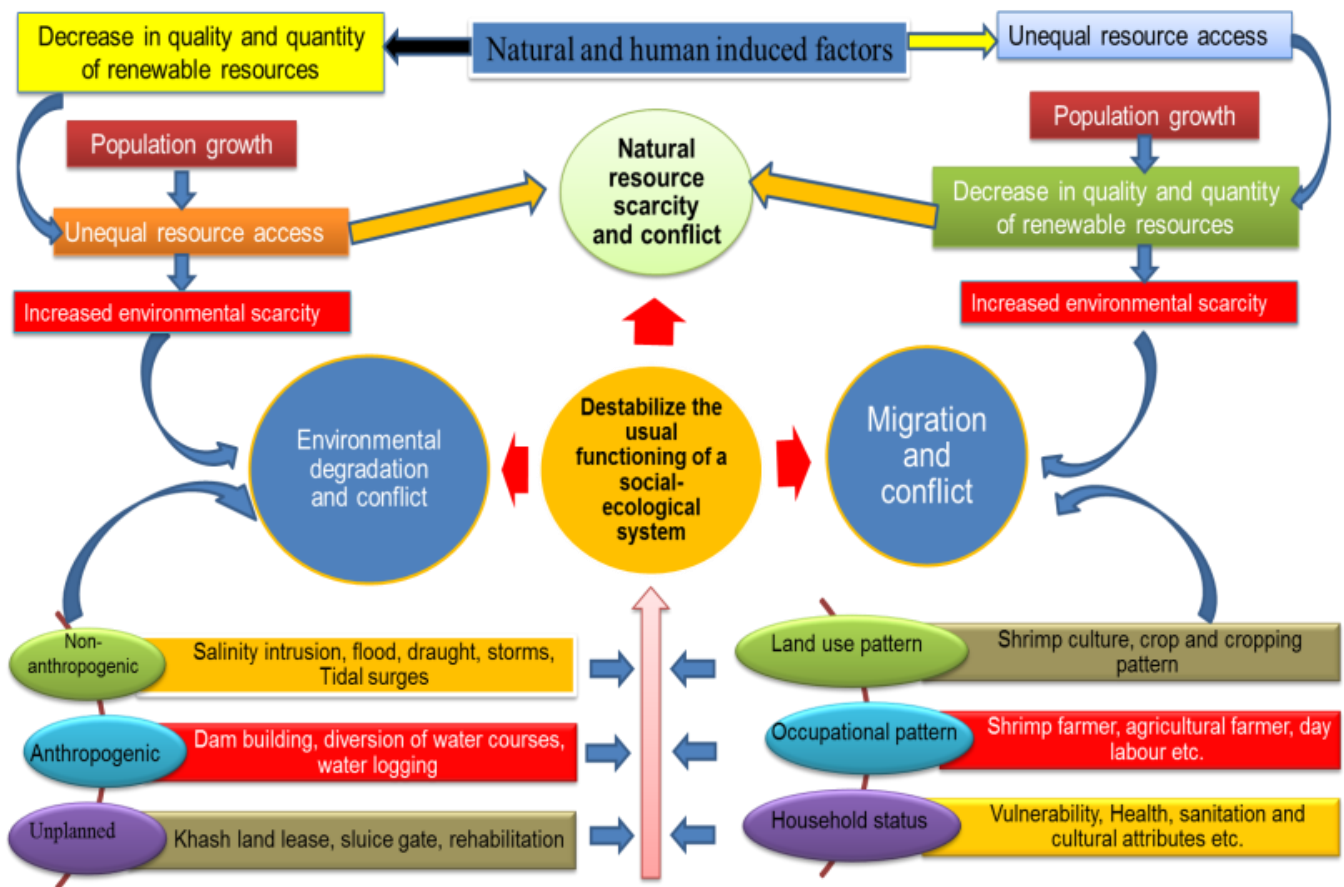 Decrease in quality and quantity
of renewable resources
Natural and human induced factors
Unequal resource access
Population growth
Unequal resource access
Increased environmental scarcity
Natural
resource
scarcity
and conflict
Population growth
Decrease in quality and quantity
of renewable resources
Increased environmental scarcity
Environmental
degradation
and conflict
Destabilize the
usual
functioning of a
social-
ecological
system
Migration
and
conflict
Non-
anthropogenic
Salinity intrusion, flood, draught, storms,
Tidal surges
Anthropogenic
Dam building, diversion of water courses,
water logging
Unplanned
Khash land lease, sluice gate, rehabilitation
Land use pattern
Shrimp culture, crop and cropping
pattern
Occupational pattern
Shrimp farmer, agricultural farmer, day
labour etc.
Household status
Vulnerability, Health, sanitation and
cultural attributes etc.